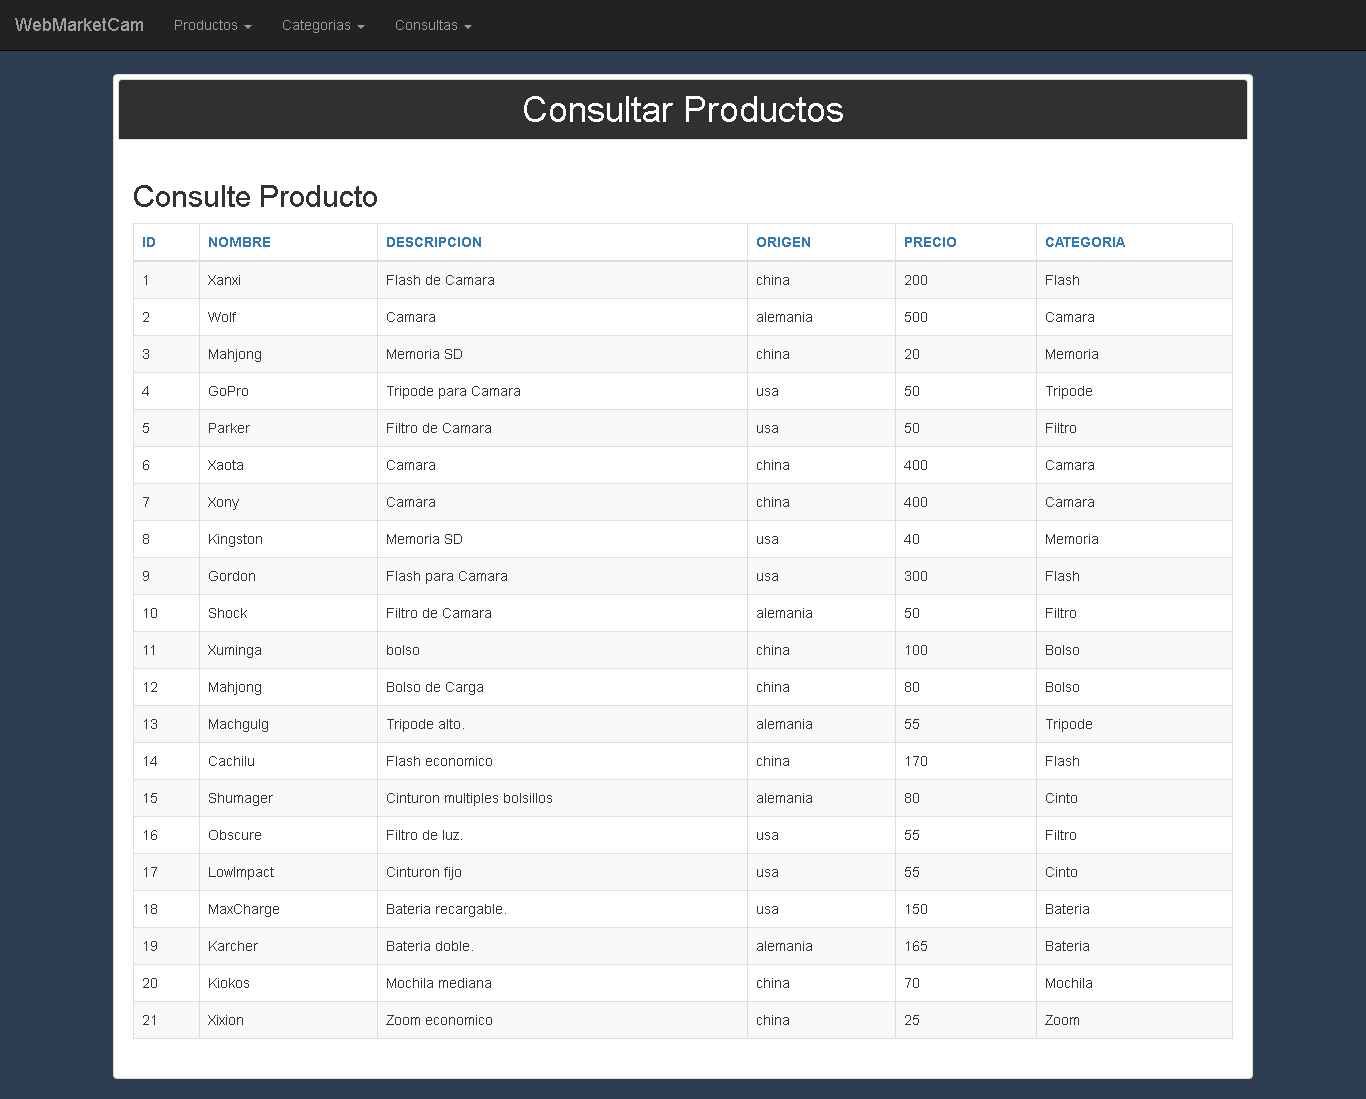 WebMarketCam Productos Categorias Consultas
Consultar Productos
Consulte Producto
ID NOMBRE DESCRIPCION ORIGEN PRECIO CATEGORIA
1 Xanxi Flash de Camara china 200 Flash
2 Wolf Camara alemania 500 Camara
3 Mahjong Memoria SD china 20 Memoria
4 GoPro Tripode para Camara usa 50 Tripode
5 Parker Filtro de Camara usa 50 Filtro
6 Xaota Camara china 400 Camara
7 Xony Camara china 400 Camara
8 Kingston Memoria SD usa 40 Memoria
9 Gordon Flash para Camara usa 300 Flash
10 Shock Filtro de Camara alemania 50 Filtro
11 Xuminga bolso china 100 Bolso
12 Mahjong Bolso de Carga china 80 Bolso
13 Machgulg Tripode alto. alemania 55 Tripode
14 Cachilu Flash economico china 170 Flash
15 Shumager Cinturon multiples bolsillos alemania 80 Cinto
16 Obscure Filtro de luz. usa 55 Filtro
17 LowImpact Cinturon fijo usa 55 Cinto
18 MaxCharge Bateria recargable. usa 150 Bateria
19 Karcher Bateria doble. alemania 165 Bateria
20 Kiokos Mochila mediana china 70 Mochila
21 Xixion Zoom economico china 25 Zoom